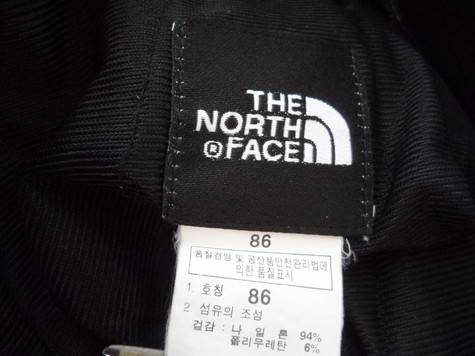 THE
NORTH
®FACE
86
품질경영 및 공산품안전관리법에
의한 품질표시
1. 호칭 86
2. 섬유의 조성
겉감 : 나 일 론 94%
폴리우레탄 6%